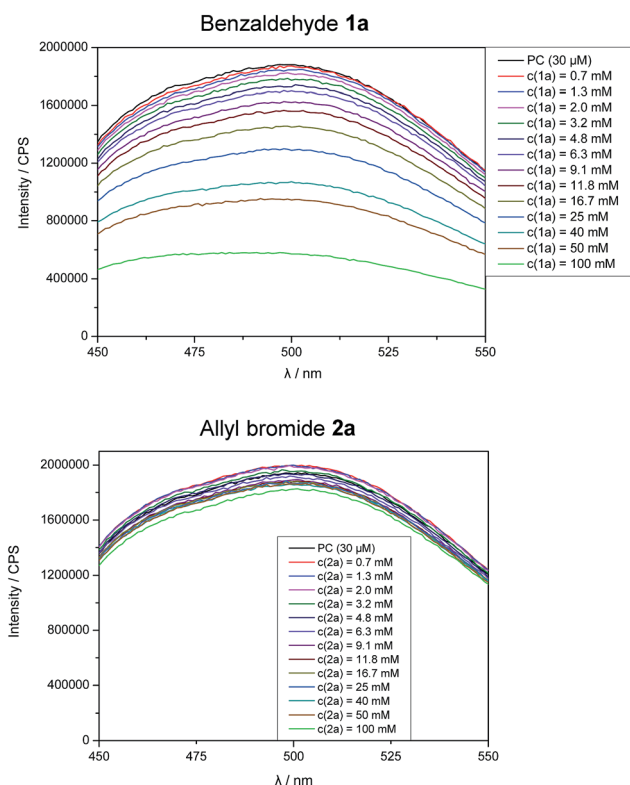 Benzaldehyde 1a
2000000
1600000
1200000
800000
400000
0
Intensity / CPS
450
475
500
525
550
λ / nm
PC (30 µM)
c(1a) = 0.7 mM
c(1a) = 1.3 mM
c(1a) = 2.0 mM
c(1a) = 3.2 mM
c(1a) = 4.8 mM
c(1a) = 6.3 mM
c(1a) = 9.1 mM
c(1a) = 11.8 mM
c(1a) = 16.7 mM
c(1a) = 25 mM
c(1a) = 40 mM
c(1a) = 50 mM
c(1a) = 100 mM
Allyl bromide 2a
2000000
1600000
1200000
800000
400000
0
Intensity / CPS
450
475
500
525
550
λ / nm
PC (30 µM)
c(2a) = 0.7 mM
c(2a) = 1.3 mM
c(2a) = 2.0 mM
c(2a) = 3.2 mM
c(2a) = 4.8 mM
c(2a) = 6.3 mM
c(2a) = 9.1 mM
c(2a) = 11.8 mM
c(2a) = 16.7 mM
c(2a) = 25 mM
c(2a) = 40 mM
c(2a) = 50 mM
c(2a) = 100 mM